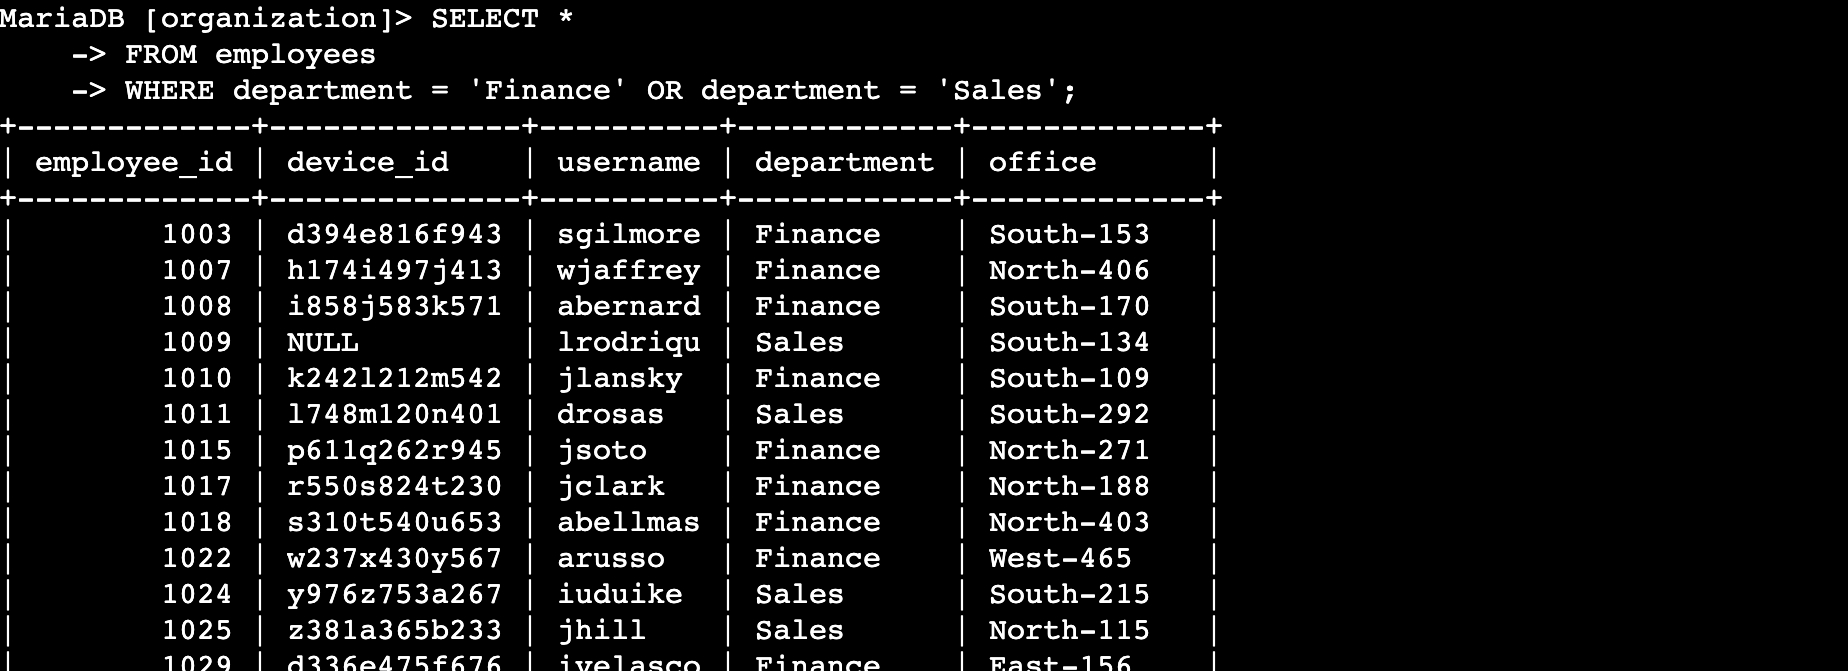 MariaDB [organization]> SELECT *
    -> FROM employees
    -> WHERE department = 'Finance' OR department = 'Sales';
+-------------+--------------+----------+------------+-------------+
| employee_id | device_id    | username | department | office      |
+-------------+--------------+----------+------------+-------------+
|        1003 | d394e816f943 | sgilmore | Finance    | South-153   |
|        1007 | h174i497j413 | wjaffrey | Finance    | North-406   |
|        1008 | i858j583k571 | abernard | Finance    | South-170   |
|        1009 | NULL         | lrodriqu | Sales      | South-134   |
|        1010 | k242l212m542 | jlansky  | Finance    | South-109   |
|        1011 | l748m120n401 | drosas   | Sales      | South-292   |
|        1015 | p611q262r945 | jsoto    | Finance    | North-271   |
|        1017 | r550s824t230 | jclark   | Finance    | North-188   |
|        1018 | s310t540u653 | abellmas | Finance    | North-403   |
|        1022 | w237x430y567 | arusso   | Finance    | West-465    |
|        1024 | y976z753a267 | iuduike  | Sales      | South-215   |
|        1025 | z381a365b233 | jhill    | Sales      | North-115   |
|        1029 | d336e475f676 | ivelasco | Finance    | East-156    |